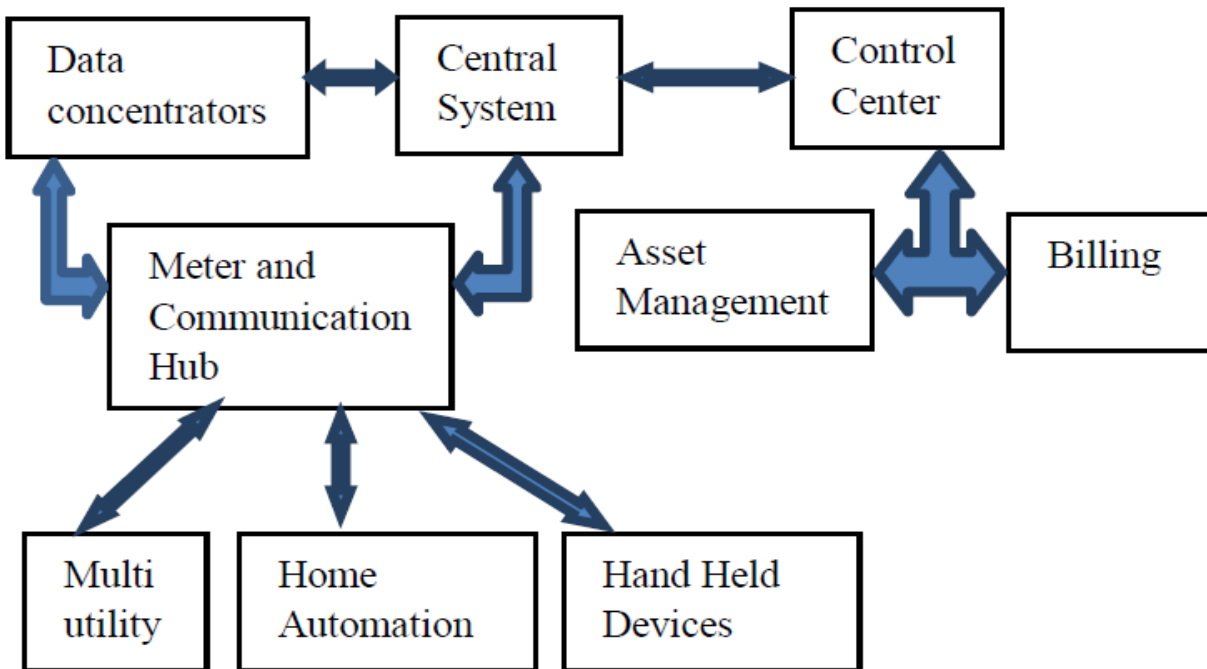 Data
concentrators
Central
System
Control
Center
Meter and
Communication
Hub
Asset
Management
Billing
Multi
utility
Home
Automation
Hand Held
Devices